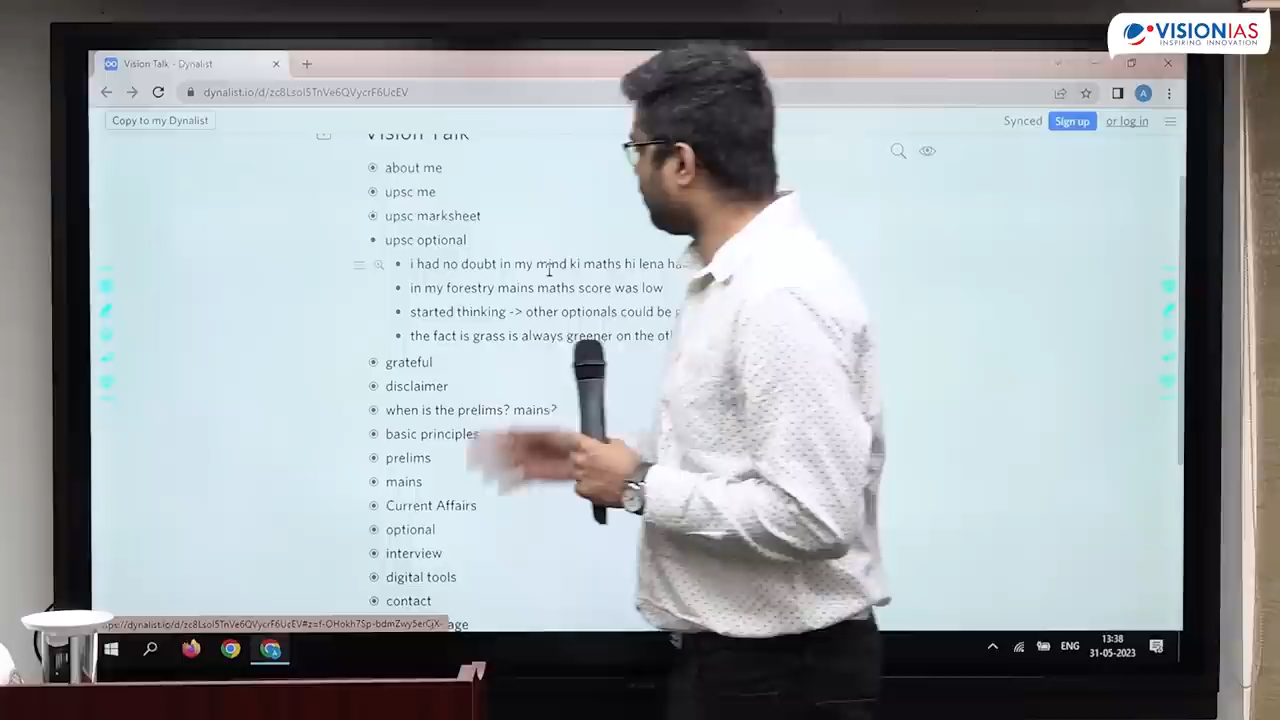 VISIONIAS
INSPIRING INNOVATION
Vision Talk - Dynalist
dynalist.io/d/zc8LsoI5TnVe6QVycrF6UcEV
A
Copy to my Dynalist
Synced
Sign up
or log in
Vision Talk
about me
upsc me
upsc marksheet
upsc optional
i had no doubt in my mind ki maths hi lena
in my forestry mains maths score was low
started thinking -> other optionals could be
the fact is grass is always greener on the
grateful
disclaimer
when is the prelims? mains?
basic principles
prelims
mains
Current Affairs
optional
interview
digital tools
contact
ENG
13:38
31-05-2023